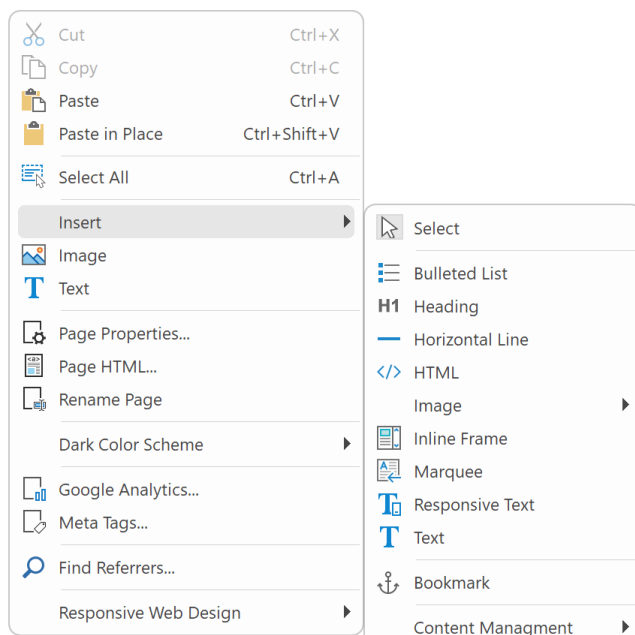 Cut Ctrl+X
Copy Ctrl+C
Paste Ctrl+V
Paste in Place Ctrl+Shift+V
Select All Ctrl+A
Insert
Image
Text
Page Properties...
Page HTML...
Rename Page
Dark Color Scheme
Google Analytics...
Meta Tags...
Find Referrers...
Responsive Web Design
Select
Bulleted List
H1 Heading
Horizontal Line
</> HTML
Image
Inline Frame
Marquee
Responsive Text
Text
Bookmark
Content Managment